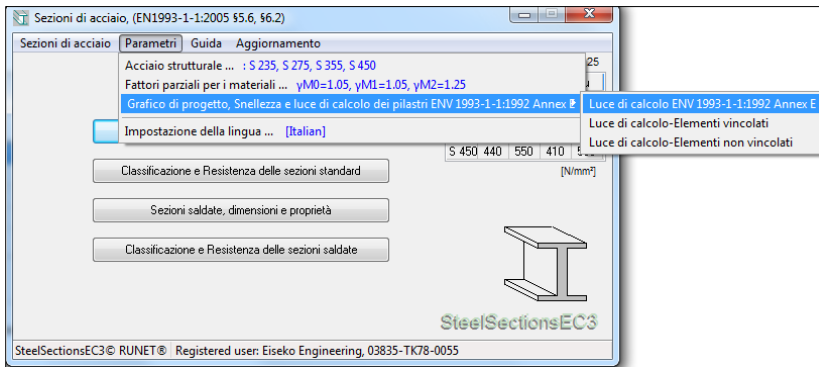 Sezioni di acciaio, (EN1993-1-1:2005 §5.6, §6.2)
Sezioni di acciaio Parametri Guida Aggiornamento
Acciaio strutturale ... : S 235, S 275, S 355, S 450
25
Fattori parziali per i materiali ... γM0=1.05, γM1=1.05, γM2=1.25
Grafico di progetto, Snellezza e luce di calcolo dei pilastri ENV 1993-1-1:1992 Annex
Luce di calcolo ENV 1993-1-1:1992 Annex E
Luce di calcolo-Elementi vincolati
Luce di calcolo-Elementi non vincolati
Impostazione della lingua ... [Italian]
S 450 440 550 410
[N/mm²]
Classificazione e Resistenza delle sezioni standard
Sezioni saldate, dimensioni e proprietà
Classificazione e Resistenza delle sezioni saldate
SteelSectionsEC3
SteelSectionsEC3© RUNET® Registered user: Eiseko Engineering, 03835-TK78-0055